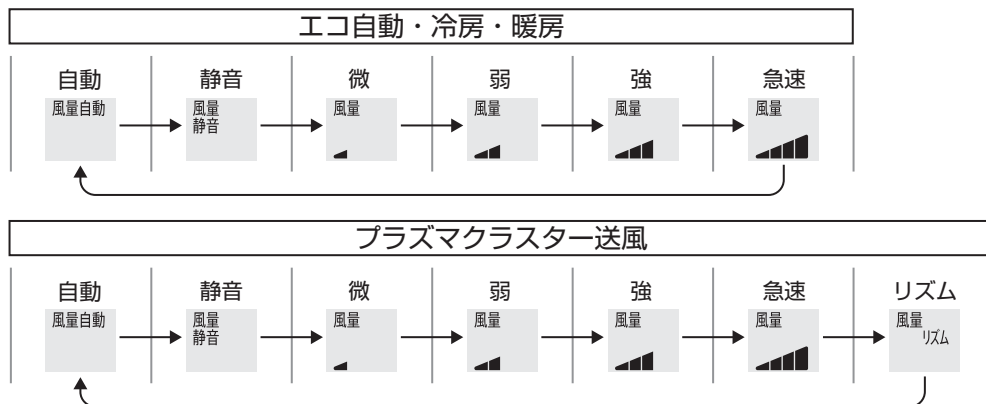 エコ自動・冷房・暖房
自動 静音 微 弱 強 急速
風量自動 風量 風量 風量 風量 風量
静音
プラズマクラスター送風
自動 静音 微 弱 強 急速 リズム
風量自動 風量 風量 風量 風量 風量 風量
静音 リズム